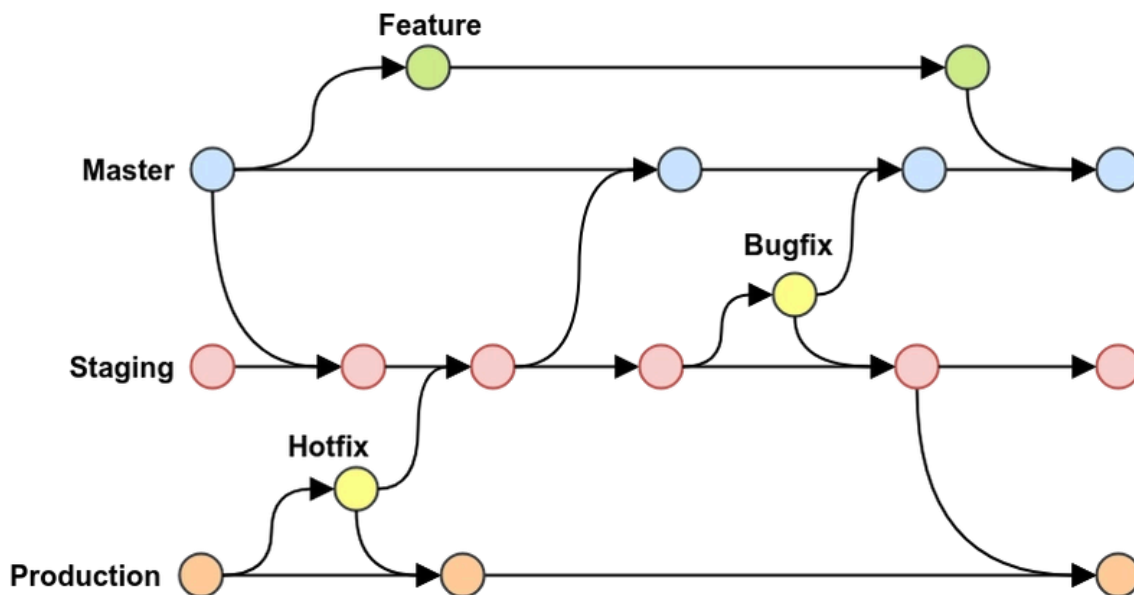 Feature
Master
Bugfix
Staging
Hotfix
Production